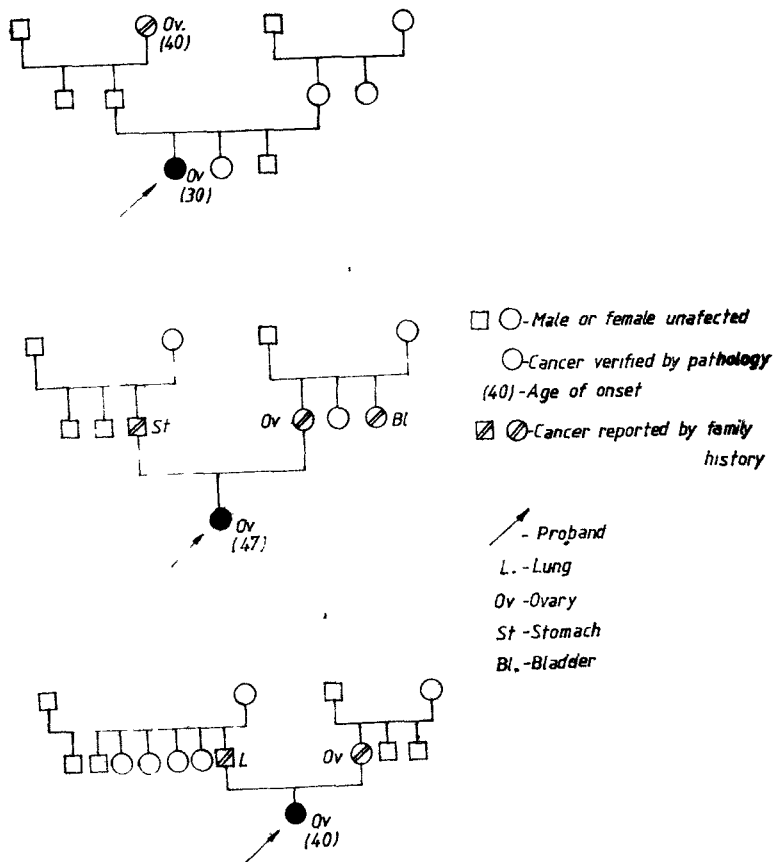 Ov.
(40)
Ov
(30)
St
Ov
Bl
Ov
(47)
L
Ov
Ov
(40)
-Male or female unafected
-Cancer verified by pathology
(40)-Age of onset
-Cancer reported by family
history
- Proband
L. -Lung
Ov -Ovary
St -Stomach
Bl. -Bladder